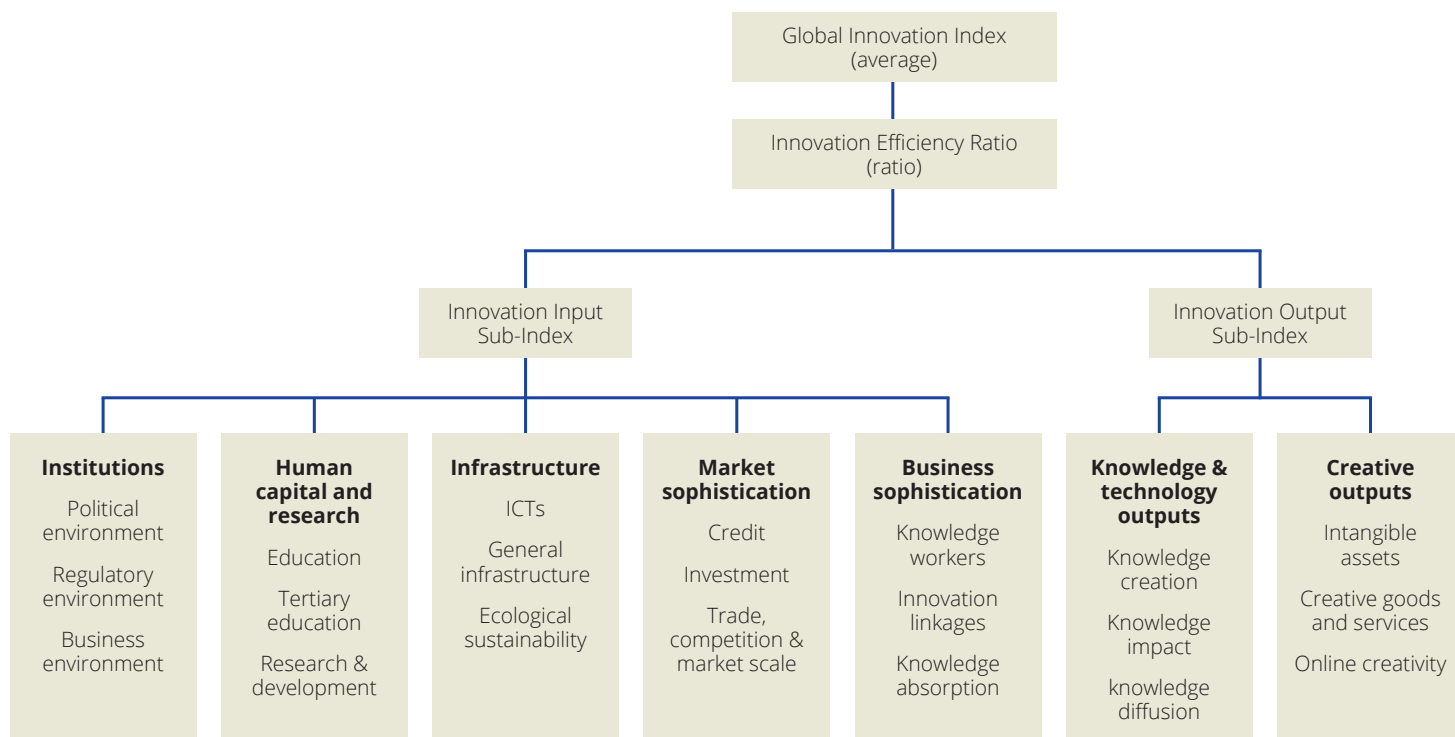 Global Innovation Index
(average)
Innovation Efficiency Ratio
(ratio)
Innovation Input
Sub-Index
Innovation Output
Sub-Index
Institutions
Political
environment
Regulatory
environment
Business
environment
Human
capital and
research
Education
Tertiary
education
Research &
development
Infrastructure
ICTs
General
infrastructure
Ecological
sustainability
Market
sophistication
Credit
Investment
Trade,
competition &
market scale
Business
sophistication
Knowledge
workers
Innovation
linkages
Knowledge
absorption
Knowledge &
technology
outputs
Knowledge
creation
Knowledge
impact
knowledge
diffusion
Creative
outputs
Intangible
assets
Creative goods
and services
Online creativity